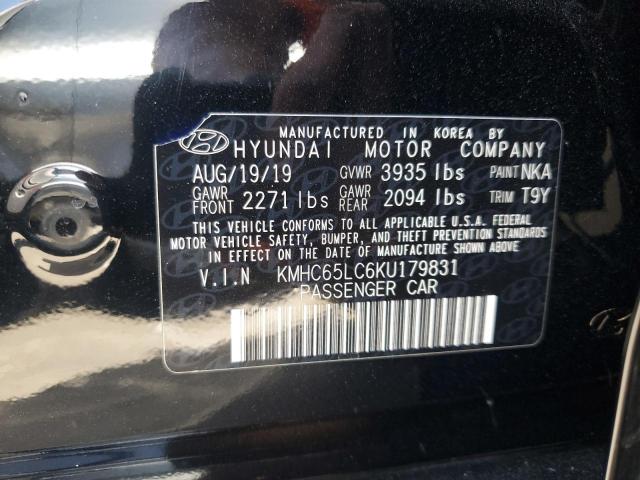 MANUFACTURED IN KOREA BY
HYUNDAI MOTOR COMPANY
AUG/19/19 GVWR 3935 lbs PAINT NKA
GAWR FRONT 2271 lbs GAWR REAR 2094 lbs TRIM T9Y
THIS VEHICLE CONFORMS TO ALL APPLICABLE U.S.A. FEDERAL
MOTOR VEHICLE SAFETY, BUMPER, AND THEFT PREVENTION STANDARDS
IN EFFECT ON THE DATE OF MANUFACTURE SHOWN ABOVE.
V.I.N KMHC65LC6KU179831
PASSENGER CAR